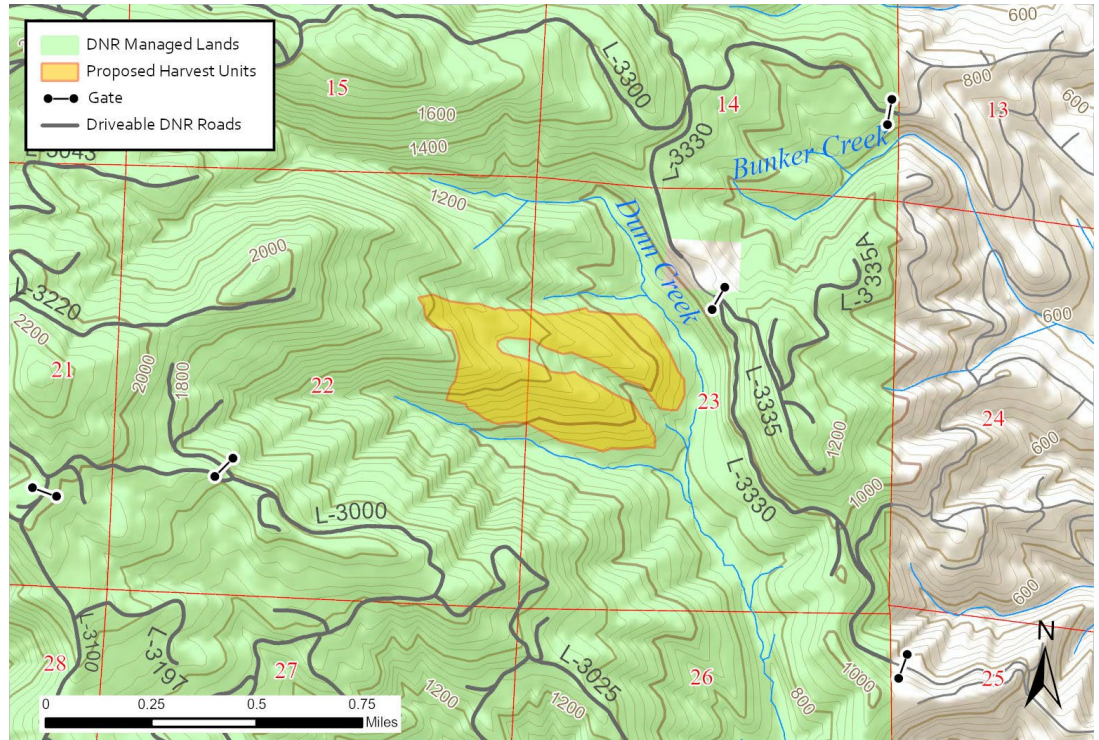 DNR Managed Lands
Proposed Harvest Units
Gate
Driveable DNR Roads
600
L-3300
14
800
13
15
600
1600
1400
L-3330
Bunker Creek
1200
Dunn Creek
2000
L-3335A
L-3220
600
2200
21
2000
1800
22
23
L-3335
24
1200
600
L-3330
1000
L-3000
600
N
L-3100
L-3197
28
27
L-3025
26
1000
25
1200
1200
800
0 0.25 0.5 0.75
Miles